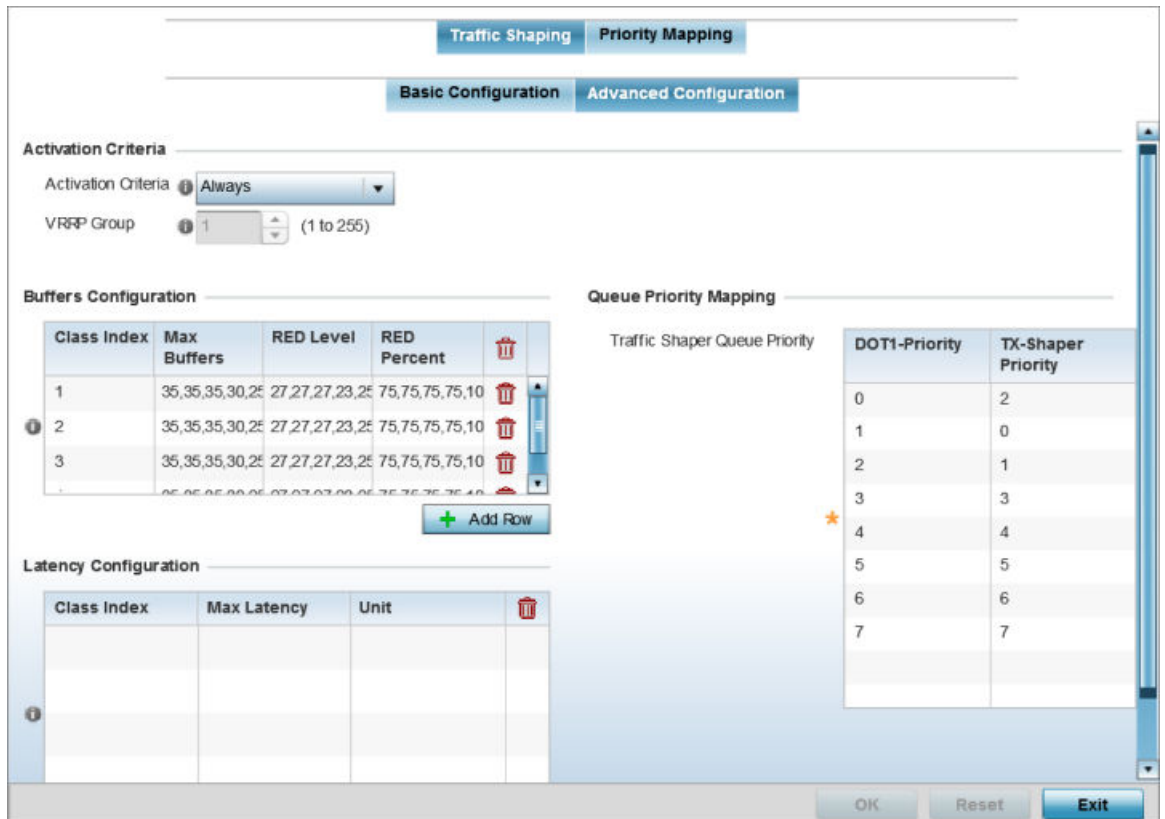 Traffic Shaping Priority Mapping
Basic Configuration Advanced Configuration
Activation Criteria
Activation Criteria Always
VRRP Group 1 (1 to 255)
Buffers Configuration
Class Index Max Buffers RED Level RED Percent
1 35,35,35,30,25 27,27,27,23,25 75,75,75,75,10
2 35,35,35,30,25 27,27,27,23,25 75,75,75,75,10
3 35,35,35,30,25 27,27,27,23,25 75,75,75,75,10
+ Add Row
Latency Configuration
Class Index Max Latency Unit
Queue Priority Mapping
Traffic Shaper Queue Priority
DOT1-Priority TX-Shaper Priority
0 2
1 0
2 1
3 3
4 4
5 5
6 6
7 7
OK Reset Exit